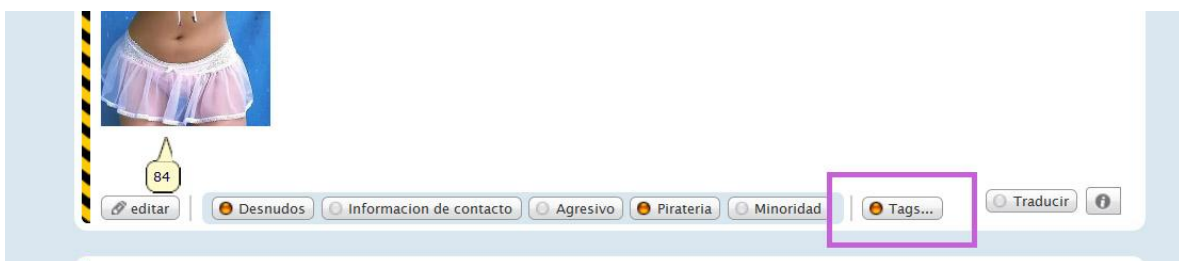 84
editar Desnudos Informacion de contacto Agresivo Pirateria Minoridad Tags... Traducir i